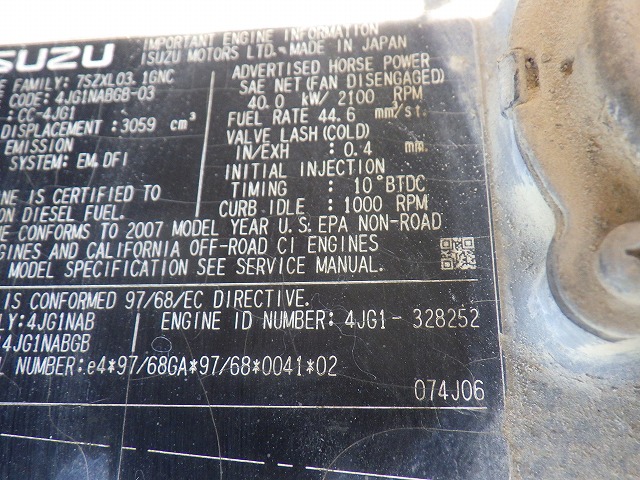 SUZU
IMPORTANT ENGINE INFORMATION
ISUZU MOTORS LTD. MADE IN JAPAN
E FAMILY: 7SZXL03.1GNC
CODE: 4JG1NABGB-03
: CC-4JG1
DISPLACEMENT: 3059 cm³
EMISSION
SYSTEM: EM, DFI
ADVERTISED HORSE POWER
SAE NET (FAN DISENGAGED)
40.0 kW/ 2100 RPM
FUEL RATE 44.6 mm³/st.
VALVE LASH (COLD)
IN/EXH : 0.4 mm.
INITIAL INJECTION
TIMING : 10°BTDC
CURB IDLE : 1000 RPM
NE IS CERTIFIED TO
ON DIESEL FUEL.
NE CONFORMS TO 2007 MODEL YEAR U.S. EPA NON-ROAD
GINES AND CALIFORNIA OFF-ROAD CI ENGINES
MODEL SPECIFICATION SEE SERVICE MANUAL.
IS CONFORMED 97/68/EC DIRECTIVE.
LY: 4JG1NAB
ENGINE ID NUMBER: 4JG1- 328252
4JG1NABGB
L NUMBER: e4*97/68GA*97/68*0041*02
074J06